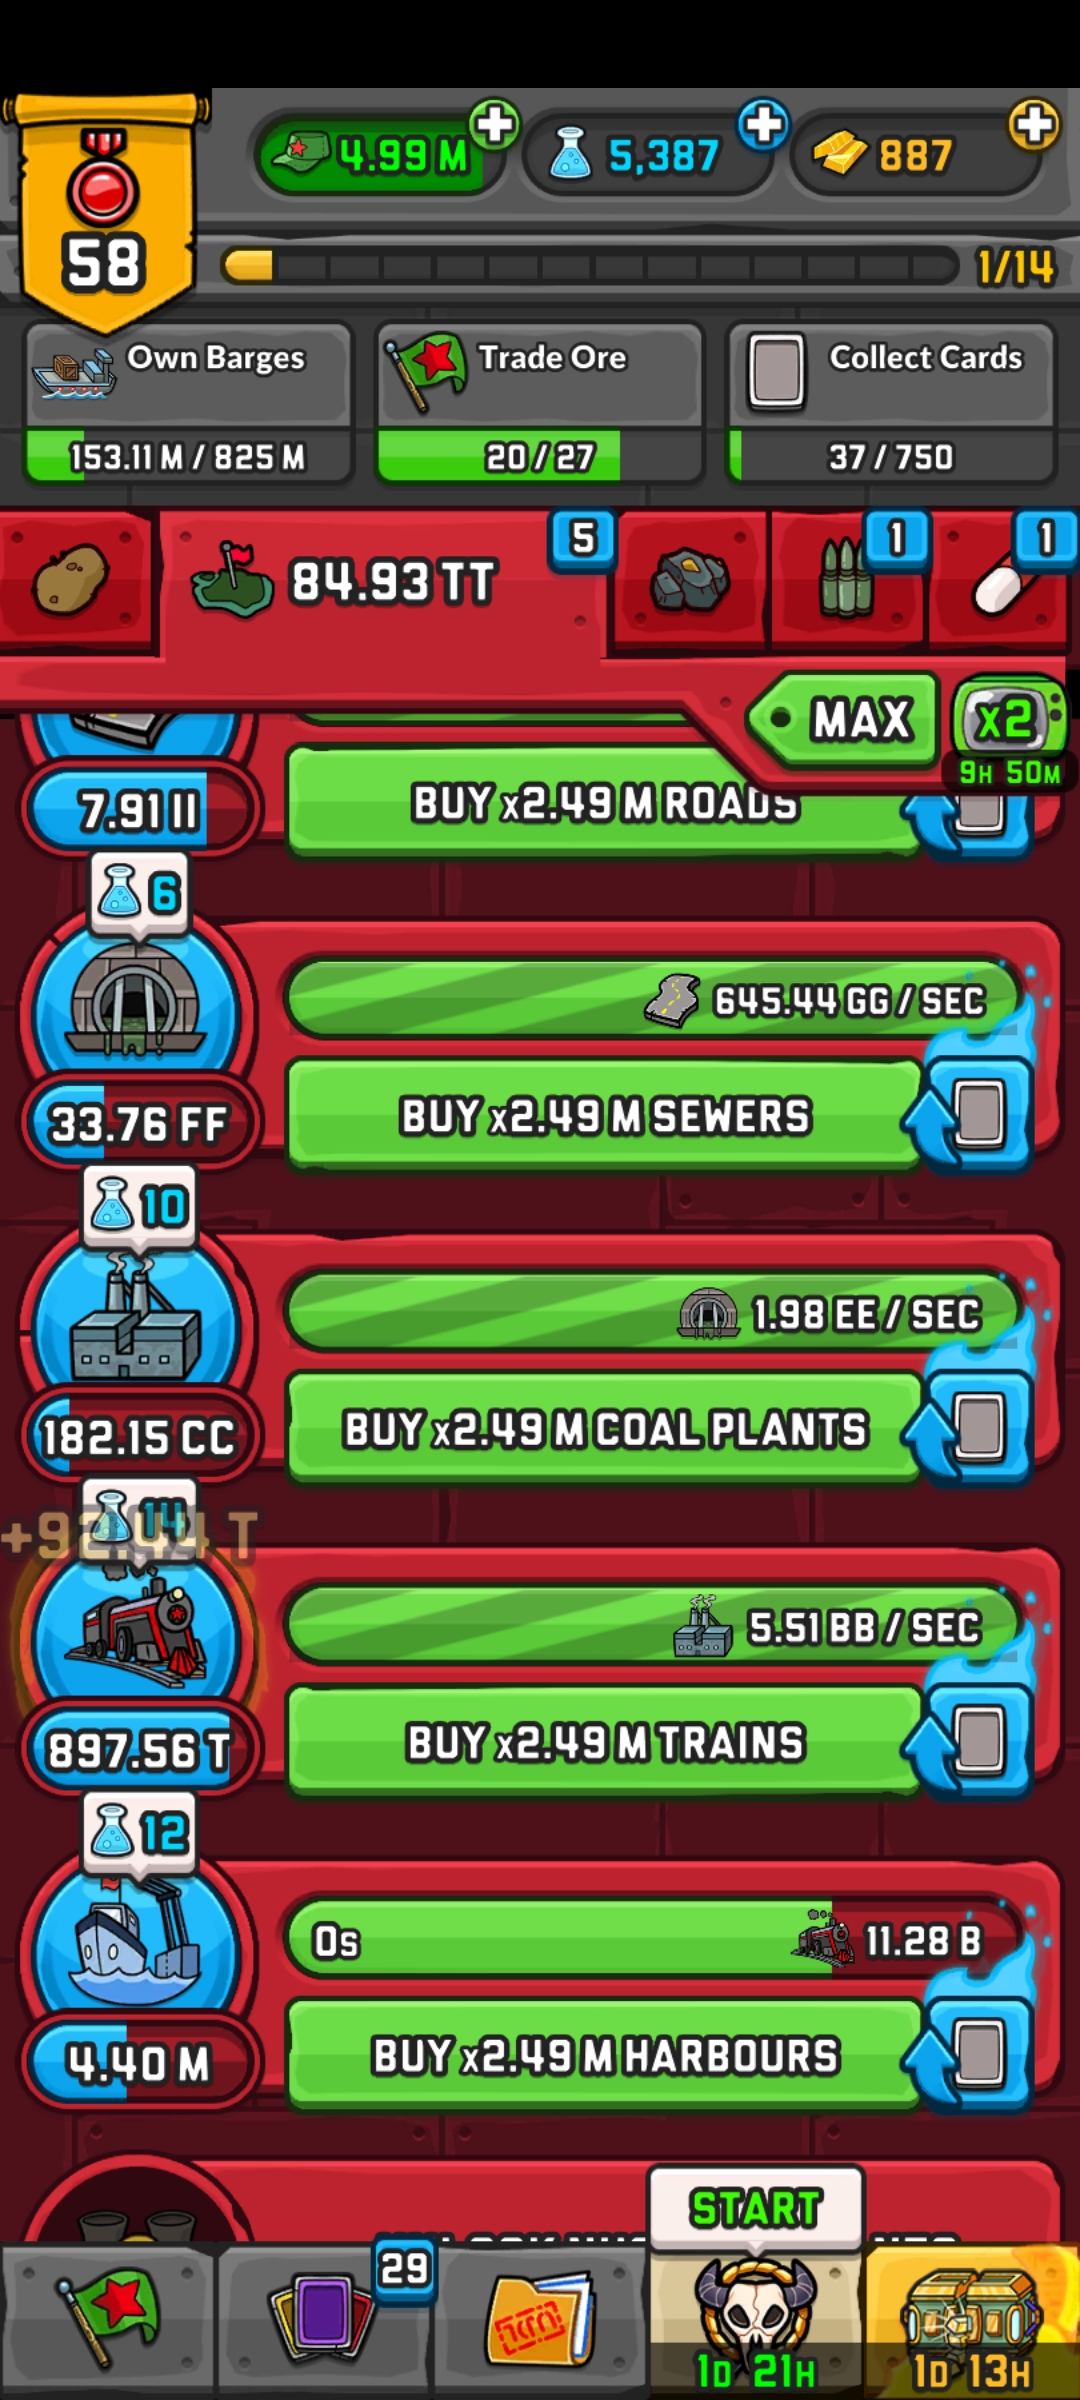 4.99 M
5,387
887
58
1/14
Own Barges
Trade Ore
Collect Cards
153.11 M / 825 M
20 / 27
37 / 750
84.93 TT
5
1
1
MAX
x2
9H 50M
7.91 II
BUY x2.49 M ROADS
6
645.44 GG / SEC
33.76 FF
BUY x2.49 M SEWERS
10
1.98 EE / SEC
182.15 CC
BUY x2.49 M COAL PLANTS
14
+92.44 T
5.51 BB / SEC
897.56 T
BUY x2.49 M TRAINS
12
0s
11.28 B
4.40 M
BUY x2.49 M HARBOURS
START
29
1D 21H
1D 13H